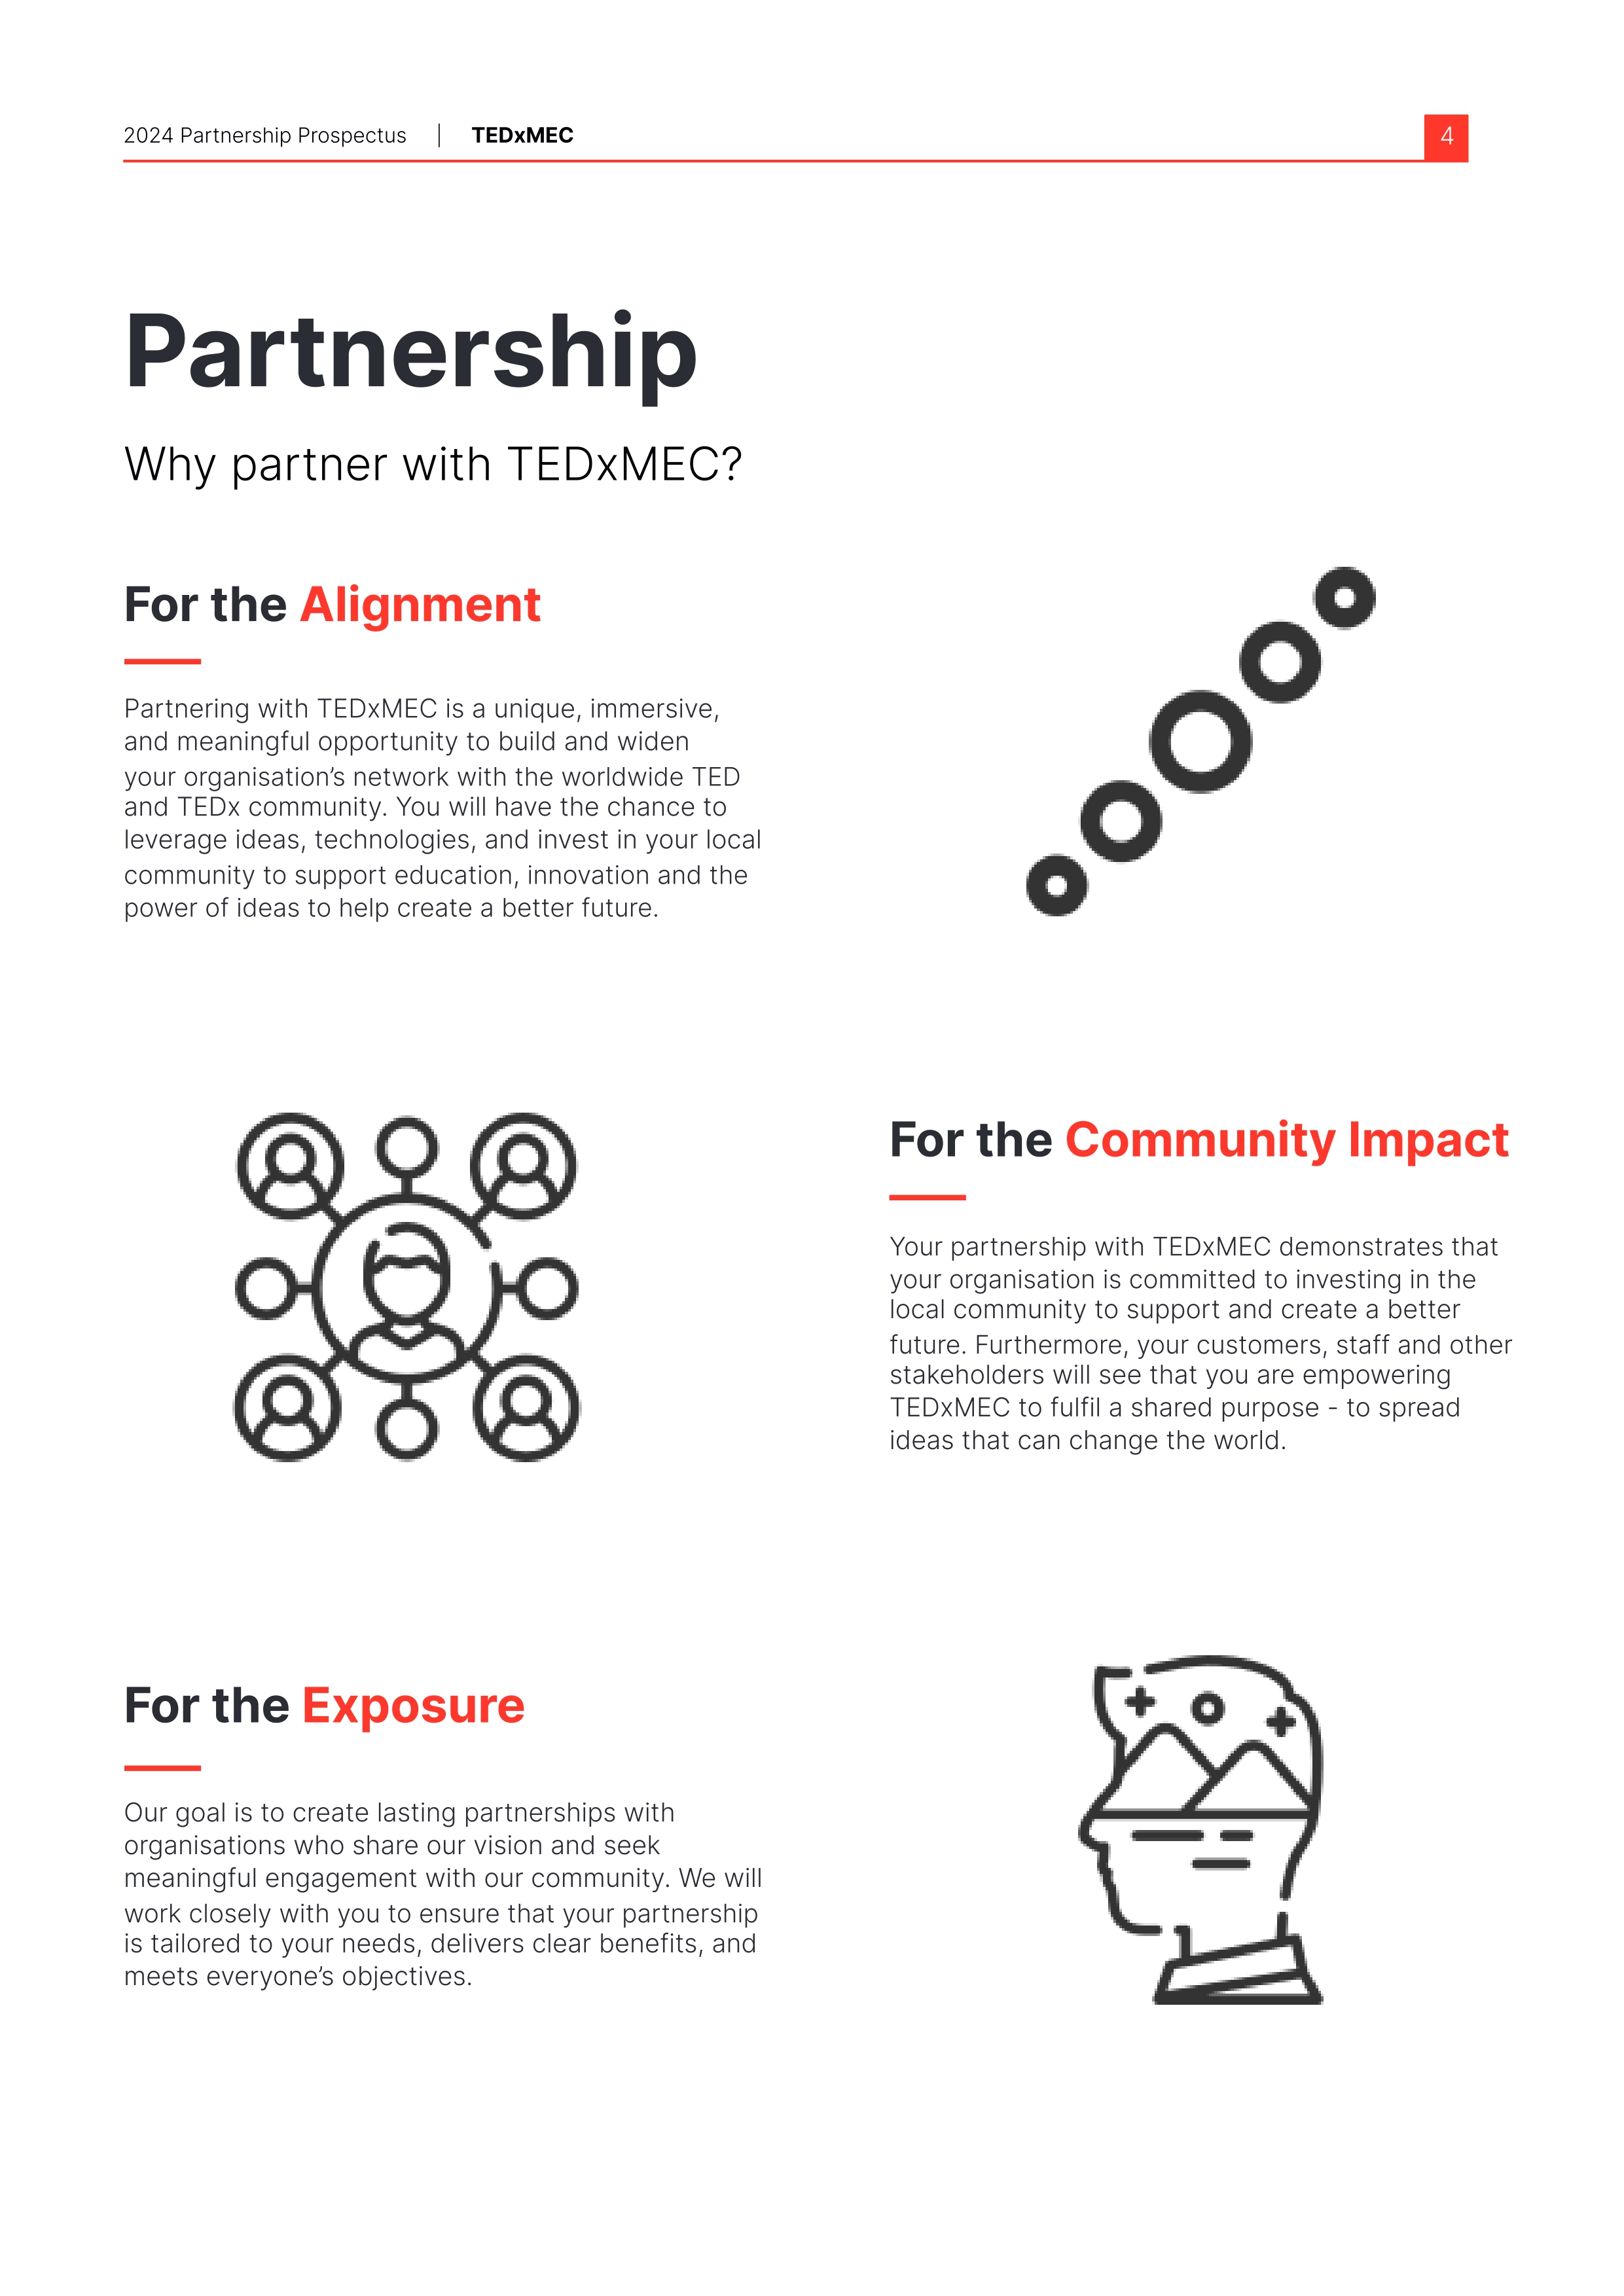 2024 Partnership Prospectus | TEDxMEC
4
Partnership
Why partner with TEDxMEC?
For the Alignment
Partnering with TEDxMEC is a unique, immersive,
and meaningful opportunity to build and widen
your organisation’s network with the worldwide TED
and TEDx community. You will have the chance to
leverage ideas, technologies, and invest in your local
community to support education, innovation and the
power of ideas to help create a better future.
For the Community Impact
Your partnership with TEDxMEC demonstrates that
your organisation is committed to investing in the
local community to support and create a better
future. Furthermore, your customers, staff and other
stakeholders will see that you are empowering
TEDxMEC to fulfil a shared purpose - to spread
ideas that can change the world.
For the Exposure
Our goal is to create lasting partnerships with
organisations who share our vision and seek
meaningful engagement with our community. We will
work closely with you to ensure that your partnership
is tailored to your needs, delivers clear benefits, and
meets everyone’s objectives.